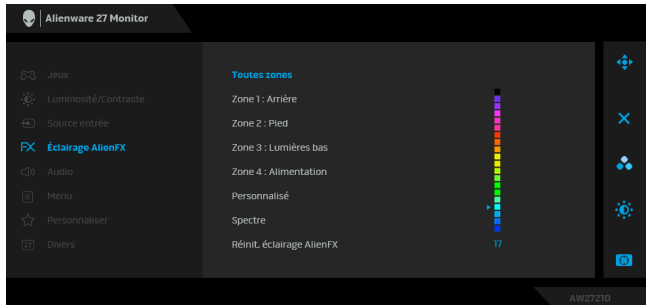 Alienware 27 Monitor
Jeux
Luminosité/Contraste
Source entrée
FX Éclairage AlienFX
Audio
Menu
Personnaliser
Divers
Toutes zones
Zone 1 : Arrière
Zone 2 : Pied
Zone 3 : Lumières bas
Zone 4 : Alimentation
Personnalisé
Spectre
Réinit. éclairage AlienFX 17
AW2721D